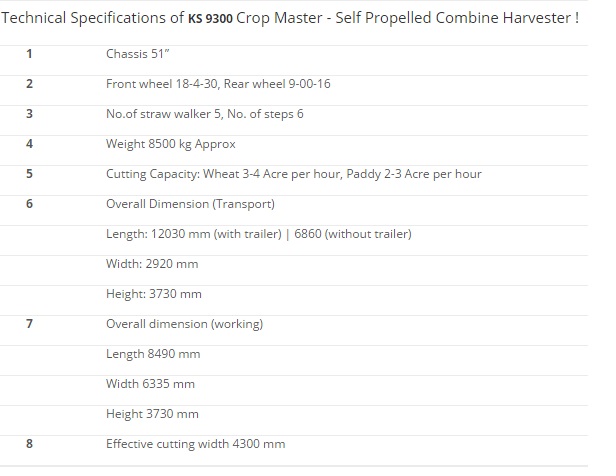 Technical Specifications of KS 9300 Crop Master - Self Propelled Combine Harvester !
1 Chassis 51”
2 Front wheel 18-4-30, Rear wheel 9-00-16
3 No.of straw walker 5, No. of steps 6
4 Weight 8500 kg Approx
5 Cutting Capacity: Wheat 3-4 Acre per hour, Paddy 2-3 Acre per hour
6 Overall Dimension (Transport)
Length: 12030 mm (with trailer) | 6860 (without trailer)
Width: 2920 mm
Height: 3730 mm
7 Overall dimension (working)
Length 8490 mm
Width 6335 mm
Height 3730 mm
8 Effective cutting width 4300 mm